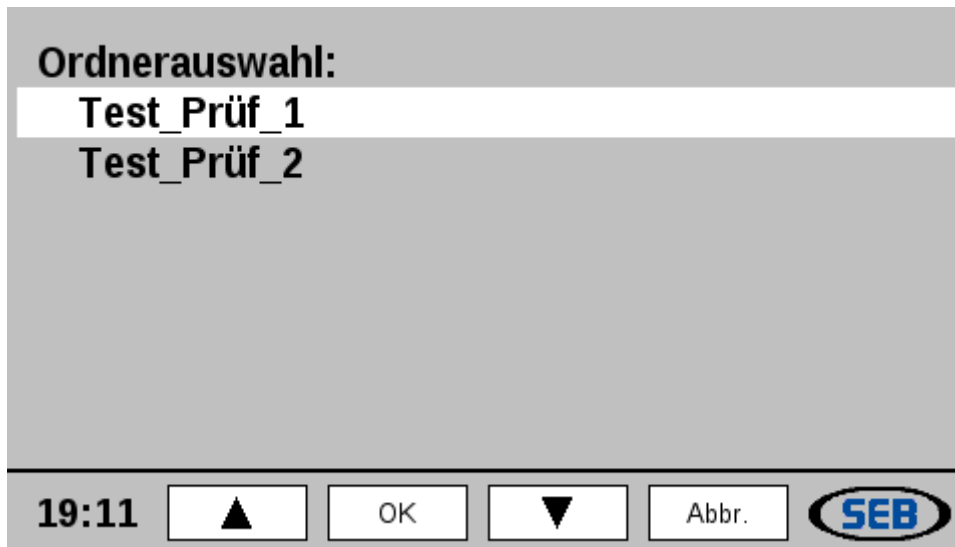 Ordnerauswahl:
Test_Prüf_1
Test_Prüf_2
19:11 OK Abbr. SEB